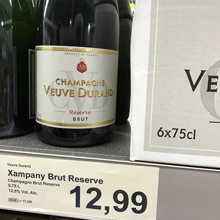 CHAMPAGNE
VEUVE DURAND
Réserve
BRUT
VE
6x75cl
Veuve Durand
Xampany Brut Reserve
Champagne Brut Reserve
0,75 L
12,5% Vol. Alc.
12,99